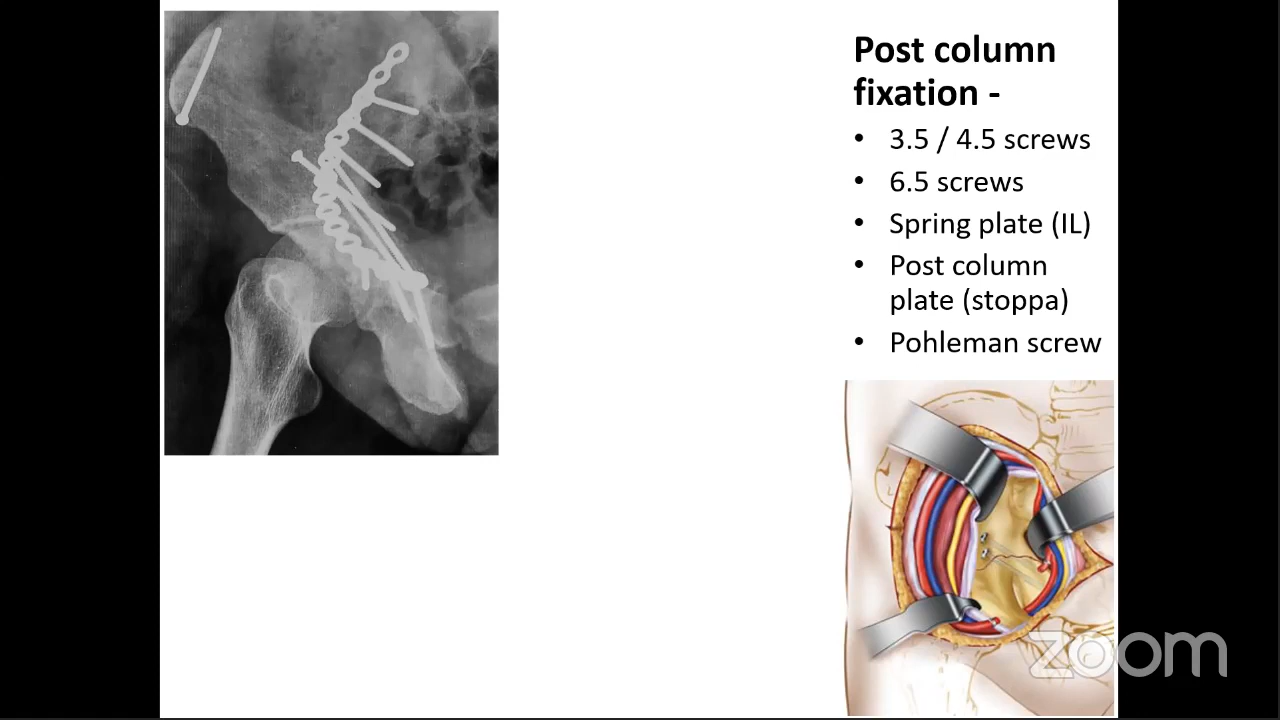 Post column
fixation -
• 3.5 / 4.5 screws
• 6.5 screws
• Spring plate (IL)
• Post column
plate (stoppa)
• Pohleman screw
zoom